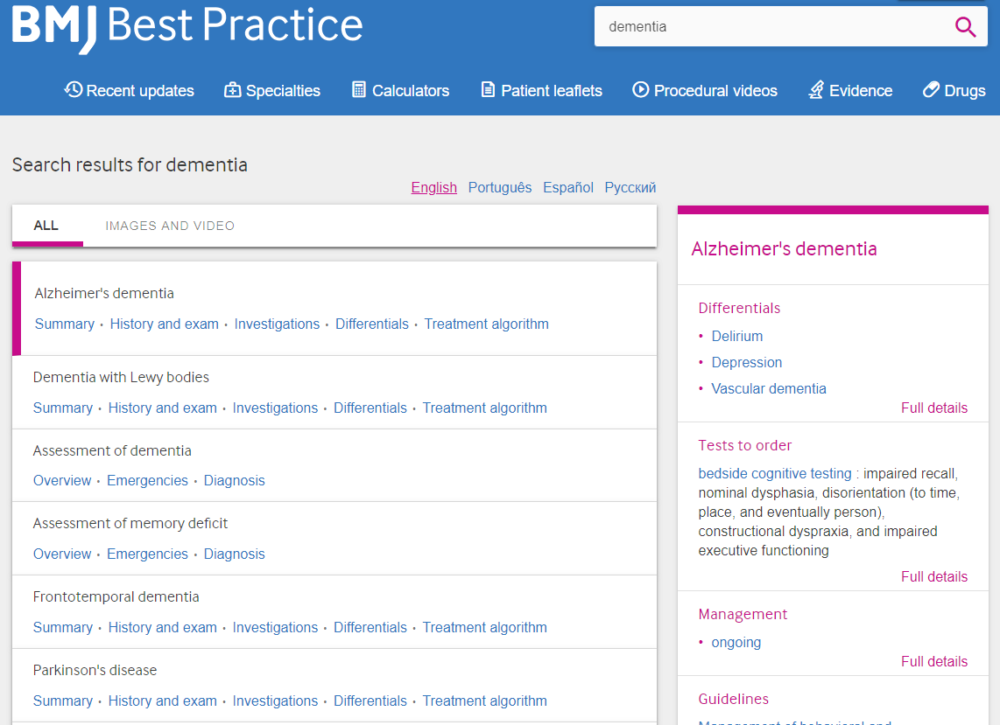 BMJ Best Practice
dementia
Recent updates Specialties Calculators Patient leaflets Procedural videos Evidence Drugs
Search results for dementia
English Português Español Русский
ALL IMAGES AND VIDEO
Alzheimer's dementia
Summary • History and exam • Investigations • Differentials • Treatment algorithm
Dementia with Lewy bodies
Summary • History and exam • Investigations • Differentials • Treatment algorithm
Assessment of dementia
Overview • Emergencies • Diagnosis
Assessment of memory deficit
Overview • Emergencies • Diagnosis
Frontotemporal dementia
Summary • History and exam • Investigations • Differentials • Treatment algorithm
Parkinson's disease
Summary • History and exam • Investigations • Differentials • Treatment algorithm
Alzheimer's dementia
Differentials
• Delirium
• Depression
• Vascular dementia
Full details
Tests to order
bedside cognitive testing : impaired recall,
nominal dysphasia, disorientation (to time,
place, and eventually person),
constructional dyspraxia, and impaired
executive functioning
Full details
Management
• ongoing
Full details
Guidelines
Management of behavioral and